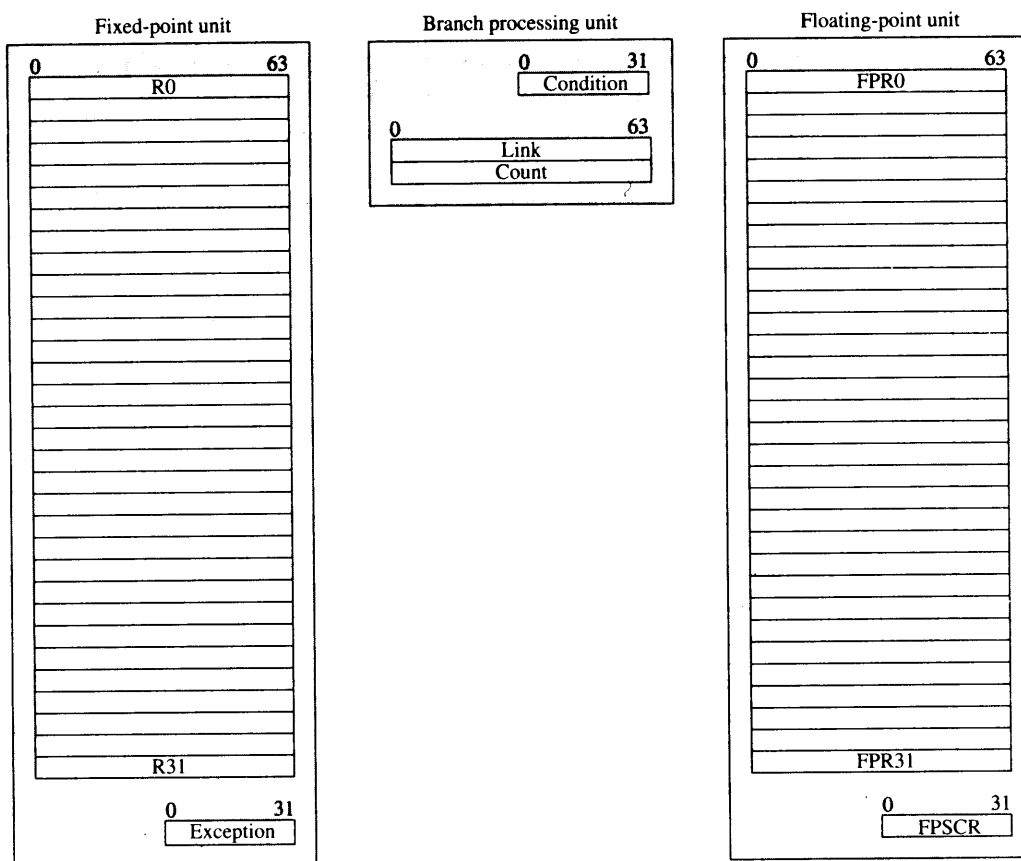 Fixed-point unit
0 63
R0
R31
0 31
Exception
Branch processing unit
0 31
Condition
0 63
Link
Count
Floating-point unit
0 63
FPR0
FPR31
0 31
FPSCR